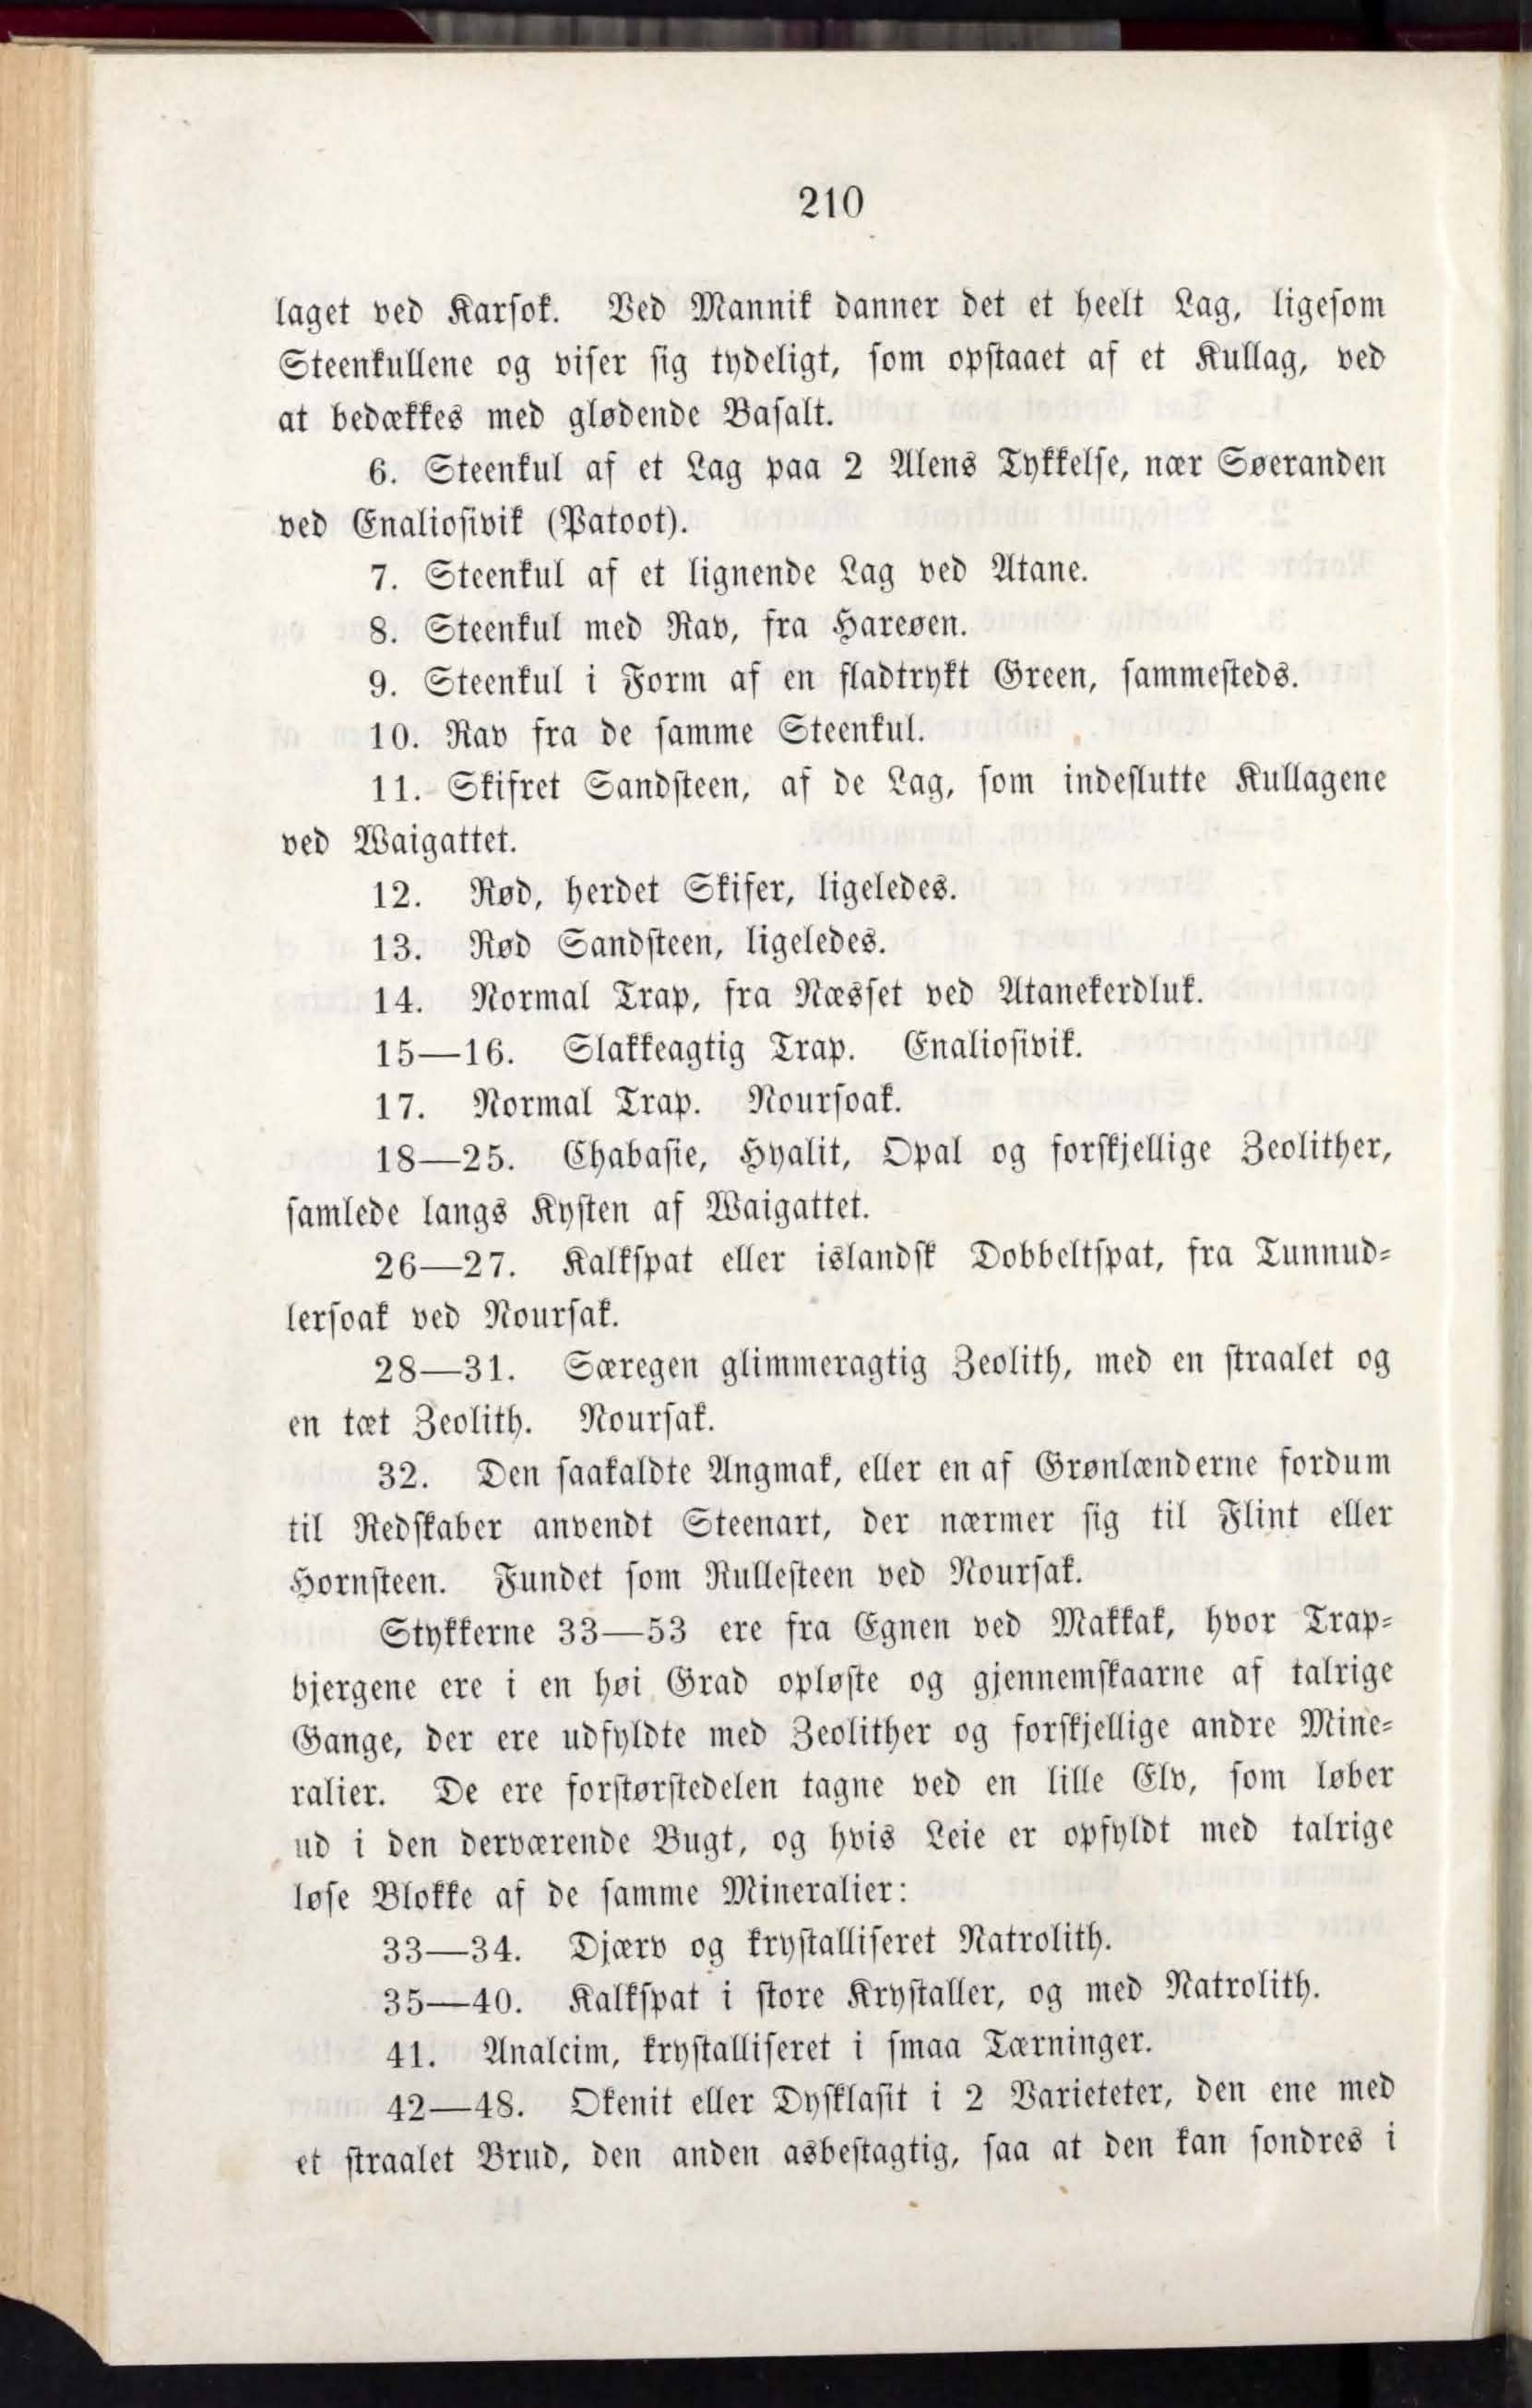 210
laget ved Karsok. Ved Mannik danner det et heelt Lag, ligesom
Steenkullene og viser sig tydeligt, som opstaaet af et Kullag, ved
at bedækkes med glødende Basalt.
6. Steenkul af et Lag paa 2 Alens Tykkelse, nær Søeranden
ved Enaliosivik (Patoot).
7. Steenkul af et lignende Lag ved Atane.
8. Steenkul med Rav, fra Hareøen.
9. Steenkul i Form af en fladtrykt Green, sammesteds.
10. Rav fra de samme Steenkul.
11. Skifret Sandsteen, af de Lag, som indeslutte Kullagene
ved Waigattet.
12. Rød, herdet Skifer, ligeledes.
13. Rød Sandsteen, ligeledes.
14. Normal Trap, fra Næsset ved Atanekerdluk.
15—16. Slakkeagtig Trap. Enaliosivik.
17. Normal Trap. Noursoak.
18—25. Chabasie, Hyalit, Opal og forskjellige Zeolither,
samlede langs Kysten af Waigattet.
26—27. Kalkspat eller islandsk Dobbeltspat, fra Tunnud-
lersoak ved Noursak.
28—31. Særegen glimmeragtig Zeolith, med en straalet og
en tæt Zeolith. Noursak.
32. Den saakaldte Angmak, eller en af Grønlænderne fordum
til Redskaber anvendt Steenart, der nærmer sig til Flint eller
Hornsteen. Fundet som Rullesteen ved Noursak.
Stykkerne 33—53 ere fra Egnen ved Makkak, hvor Trap-
bjergene ere i en høi Grad opløste og gjennemskaarne af talrige
Gange, der ere udfyldte med Zeolither og forskjellige andre Mine-
ralier. De ere forstørstedelen tagne ved en lille Elv, som løber
ud i den derværende Bugt, og hvis Leie er opfyldt med talrige
løse Blokke af de samme Mineralier:
33—34. Djærv og krystalliseret Natrolith.
35—40. Kalkspat i store Krystaller, og med Natrolith.
41. Analcim, krystalliseret i smaa Tærninger.
42—48. Okenit eller Dysklasit i 2 Varieteter, den ene med
et straalet Brud, den anden asbestagtig, saa at den kan sondres i